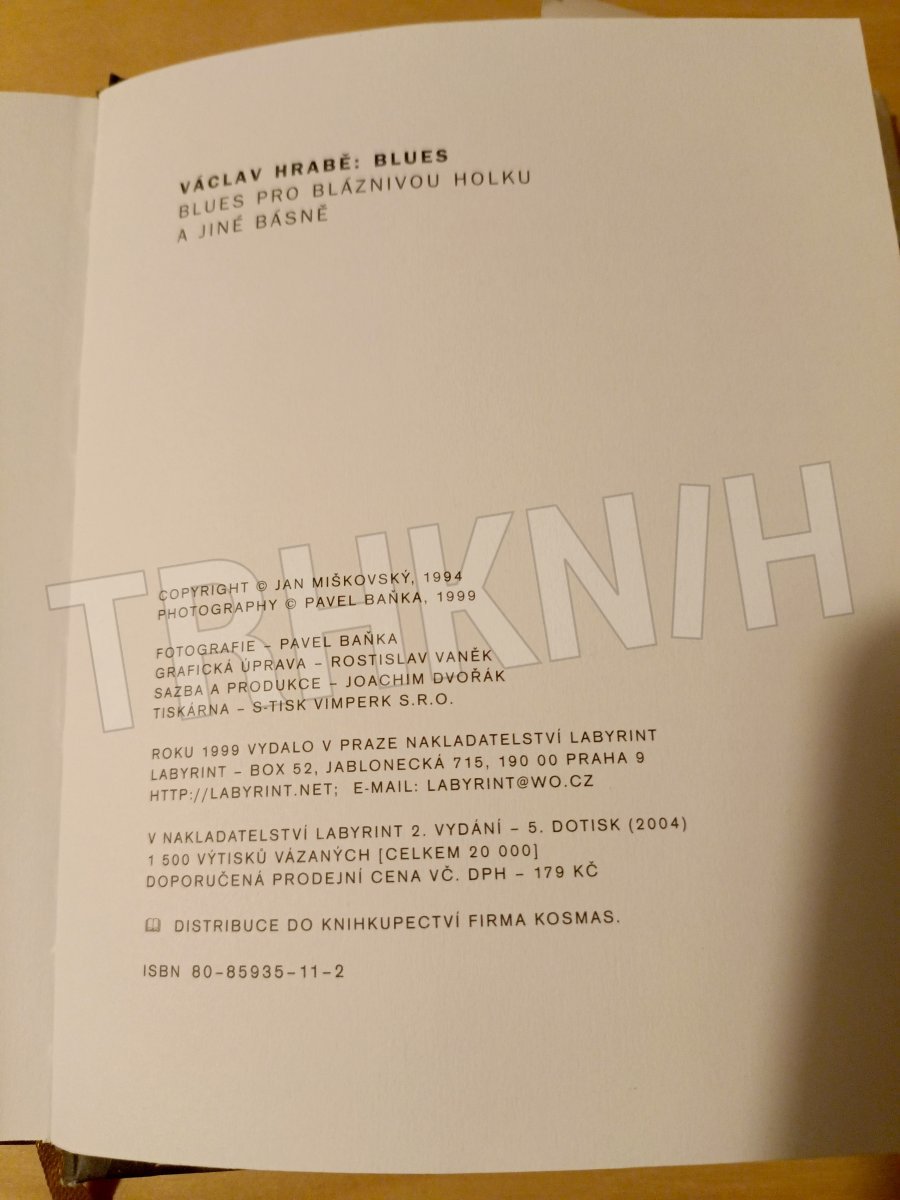 VÁCLAV HRABĚ: BLUES
BLUES PRO BLÁZNIVOU HOLKU
A JINÉ BÁSNĚ
COPYRIGHT © JAN MIŠKOVSKÝ, 1994
PHOTOGRAPHY © PAVEL BAŇKA, 1999
FOTOGRAFIE – PAVEL BAŇKA
GRAFICKÁ ÚPRAVA – ROSTISLAV VANĚK
SAZBA A PRODUKCE – JOACHIM DVOŘÁK
TISKÁRNA – S-TISK VIMPERK S.R.O.
ROKU 1999 VYDALO V PRAZE NAKLADATELSTVÍ LABYRINT
LABYRINT – BOX 52, JABLONECKÁ 715, 190 00 PRAHA 9
HTTP://LABYRINT.NET; E-MAIL: LABYRINT@WO.CZ
V NAKLADATELSTVÍ LABYRINT 2. VYDÁNÍ – 5. DOTISK (2004)
1 500 VÝTISKŮ VÁZANÝCH [CELKEM 20 000]
DOPORUČENÁ PRODEJNÍ CENA VČ. DPH – 179 KČ
DISTRIBUCE DO KNIHKUPECTVÍ FIRMA KOSMAS.
ISBN 80–85935–11–2
TRHKNIH